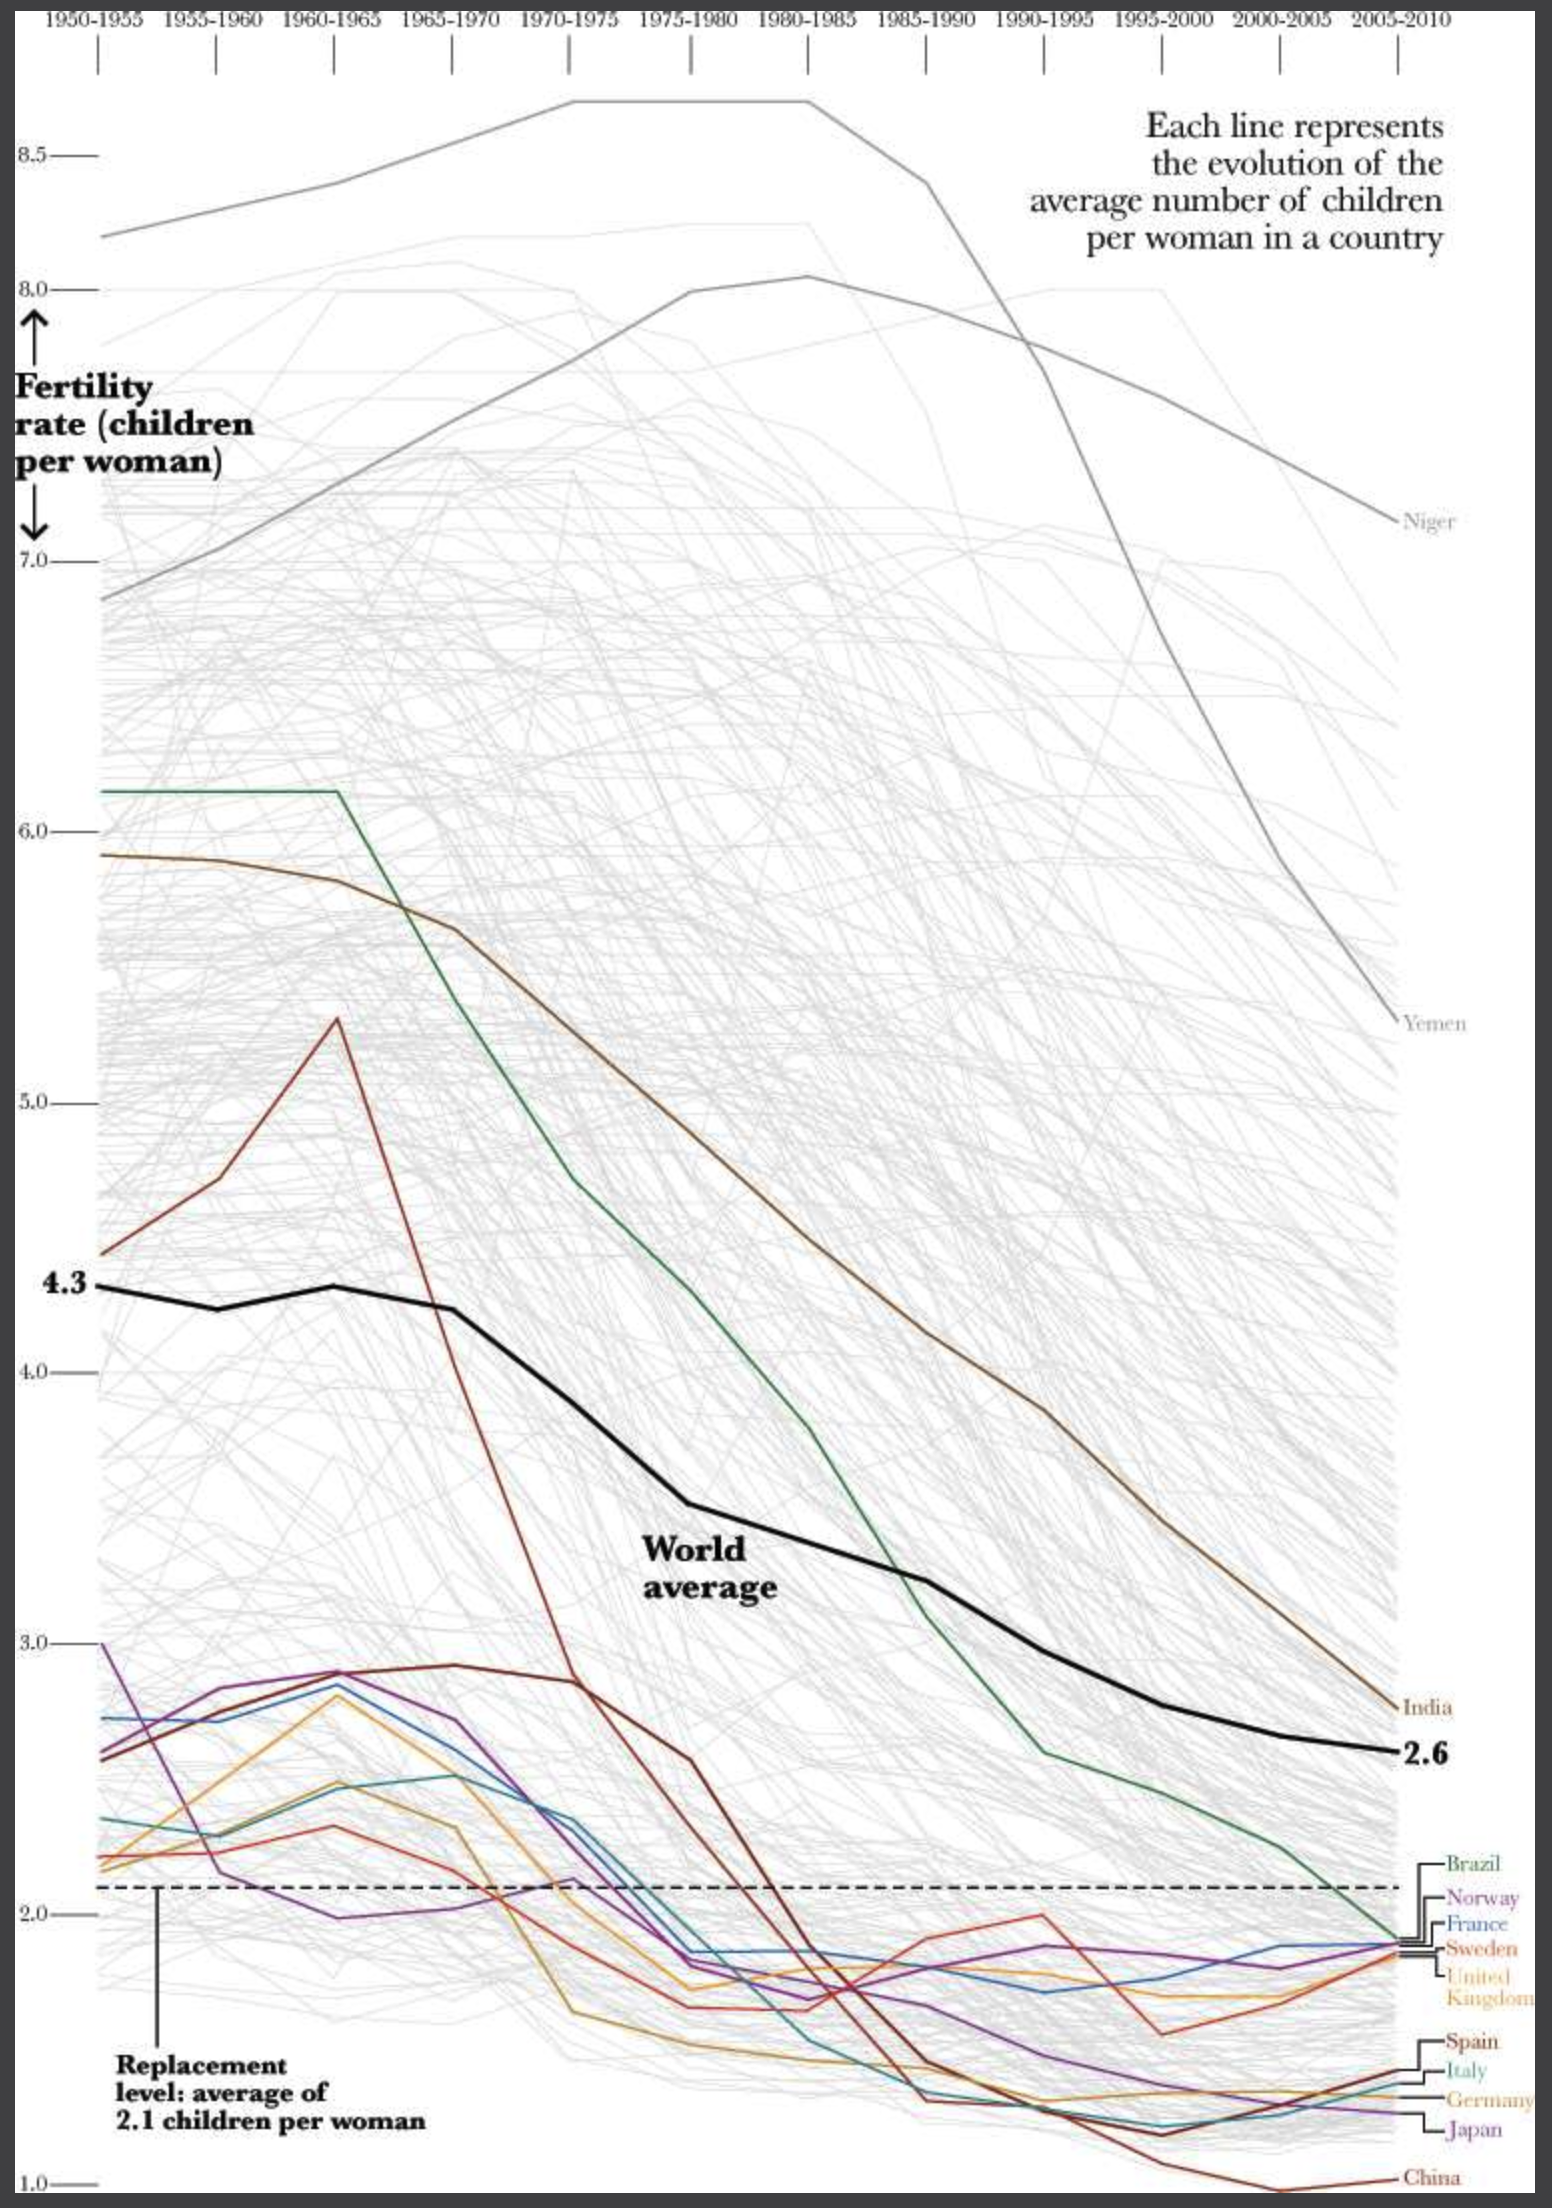 1950-1955 1955-1960 1960-1965 1965-1970 1970-1975 1975-1980 1980-1985 1985-1990 1990-1995 1995-2000 2000-2005 2005-2010
Each line represents
the evolution of the
average number of children
per woman in a country
8.5
8.0
Fertility
rate (children
per woman)
7.0
Niger
6.0
Yemen
5.0
4.3
4.0
World
average
3.0
India
2.6
Brazil
Norway
France
Sweden
United
Kingdom
2.0
Spain
Italy
Germany
Japan
Replacement
level: average of
2.1 children per woman
China
1.0